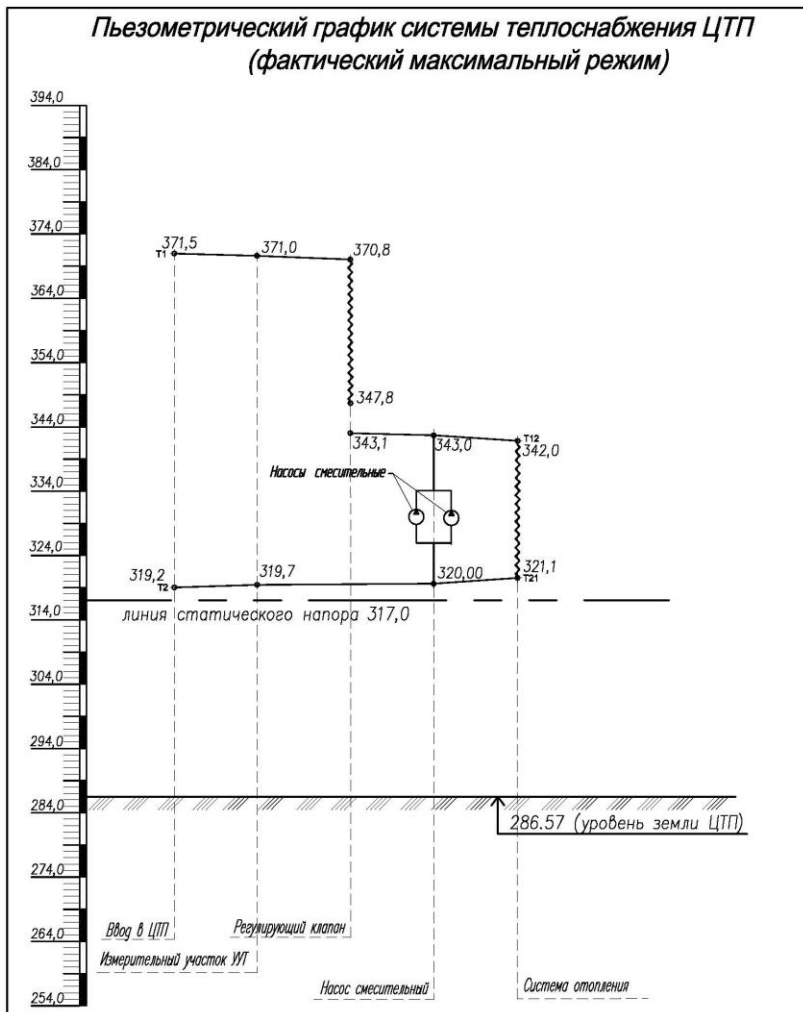 Пьезометрический график системы теплоснабжения ЦТП
(фактический максимальный режим)
394,0
384,0
374,0
371,5
371,0
370,8
Т1
364,0
354,0
347,8
344,0
343,1
343,0
Т12
342,0
334,0
Насосы смесительные
324,0
319,2
319,7
320,00
321,1
Т2
Т21
314,0
линия статического напора 317,0
304,0
294,0
284,0
286.57 (уровень земли ЦТП)
274,0
264,0
Ввод в ЦТП
Регулирующий клапан
Измерительный участок УУТ
254,0
Насос смесительный
Система отопления